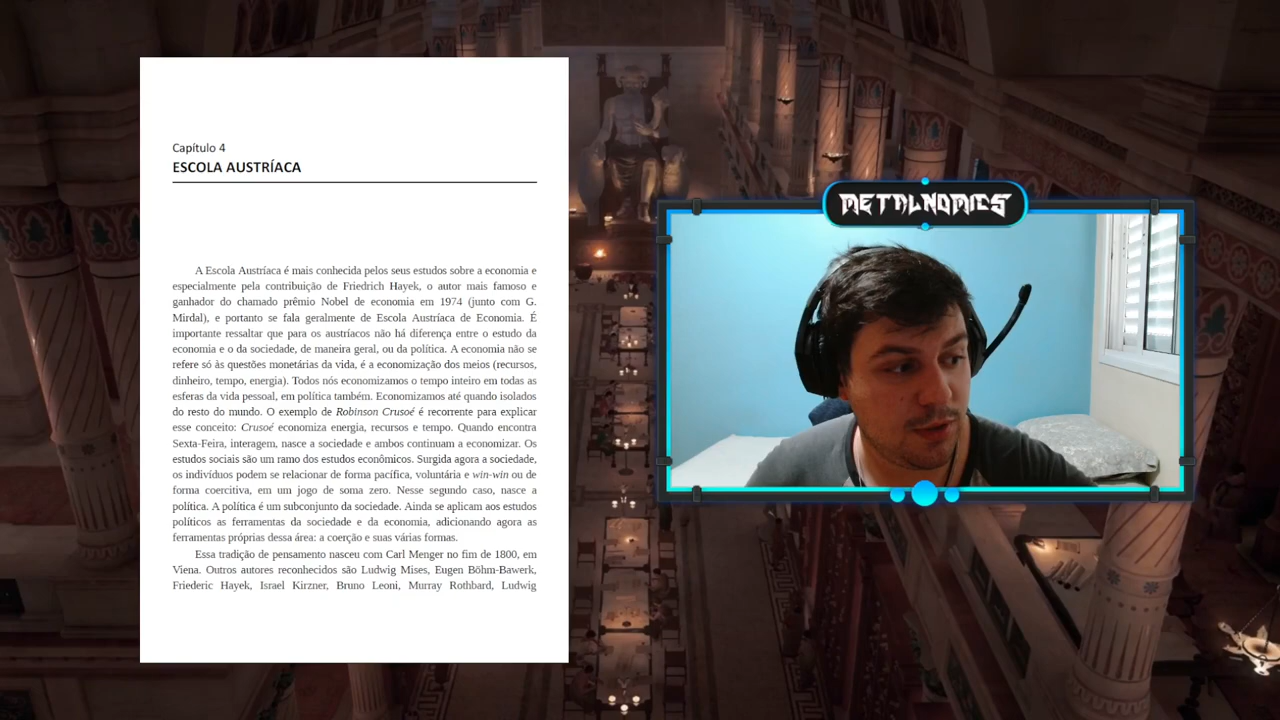 Capítulo 4
ESCOLA AUSTRÍACA
A Escola Austríaca é mais conhecida pelos seus estudos sobre a economia e
especialmente pela contribuição de Friedrich Hayek, o autor mais famoso e
ganhador do chamado prêmio Nobel de economia em 1974 (junto com G.
Mirdal), e portanto se fala geralmente de Escola Austríaca de Economia. É
importante ressaltar que para os austríacos não há diferença entre o estudo da
economia e o da sociedade, de maneira geral, ou da política. A economia não se
refere só às questões monetárias da vida, é a economização dos meios (recursos,
dinheiro, tempo, energia). Todos nós economizamos o tempo inteiro em todas as
esferas da vida pessoal, em política também. Economizamos até quando isolados
do resto do mundo. O exemplo de Robinson Crusoé é recorrente para explicar
esse conceito: Crusoé economiza energia, recursos e tempo. Quando encontra
Sexta-Feira, interagem, nasce a sociedade e ambos continuam a economizar. Os
estudos sociais são um ramo dos estudos econômicos. Surgida agora a sociedade,
os indivíduos podem se relacionar de forma pacífica, voluntária e win-win ou de
forma coercitiva, em um jogo de soma zero. Nesse segundo caso, nasce a
política. A política é um subconjunto da sociedade. Ainda se aplicam aos estudos
políticos as ferramentas da sociedade e da economia, adicionando agora as
ferramentas próprias dessa área: a coerção e suas várias formas.
Essa tradição de pensamento nasceu com Carl Menger no fim de 1800, em
Viena. Outros autores reconhecidos são Ludwig Mises, Eugen Böhm-Bawerk,
Friederic Hayek, Israel Kirzner, Bruno Leoni, Murray Rothbard, Ludwig
METALNOMICS